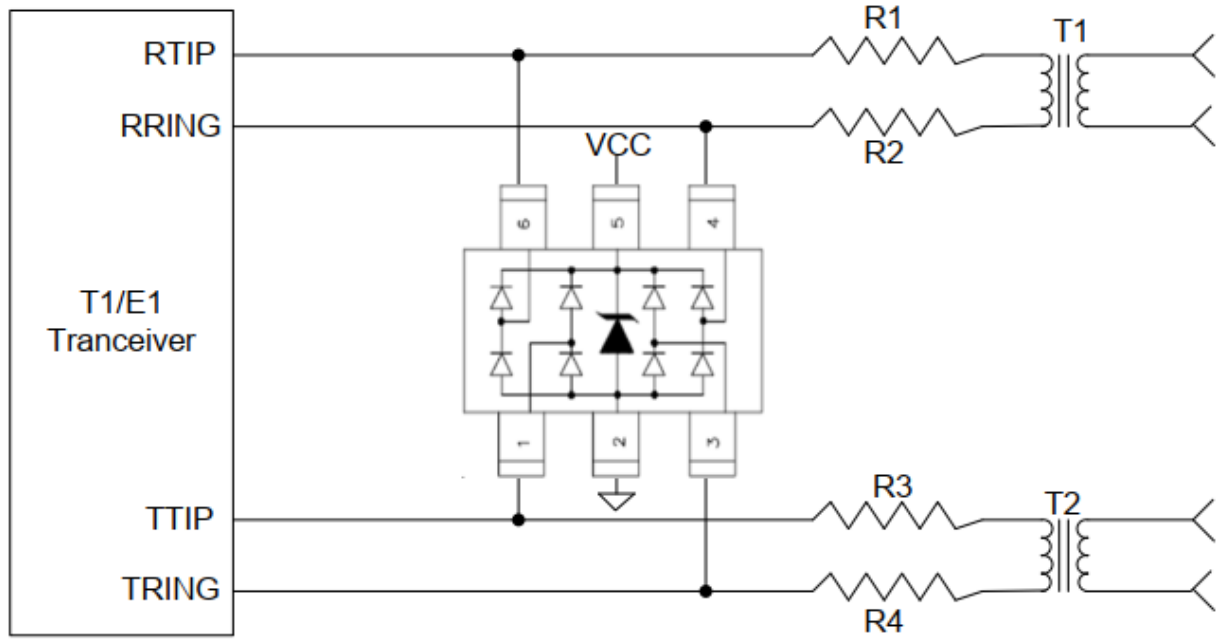 R1
T1
RTIP
RRING
R2
VCC
6 5 4
T1/E1
Tranceiver
1 2 3
R3
T2
TTIP
TRING
R4